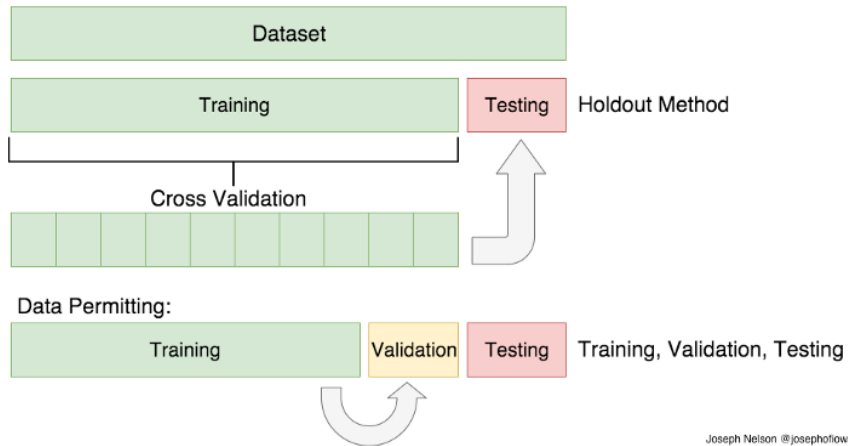 Dataset
Training Testing Holdout Method
Cross Validation
Data Permitting:
Training Validation Testing Training, Validation, Testing
Joseph Nelson @josephofiow